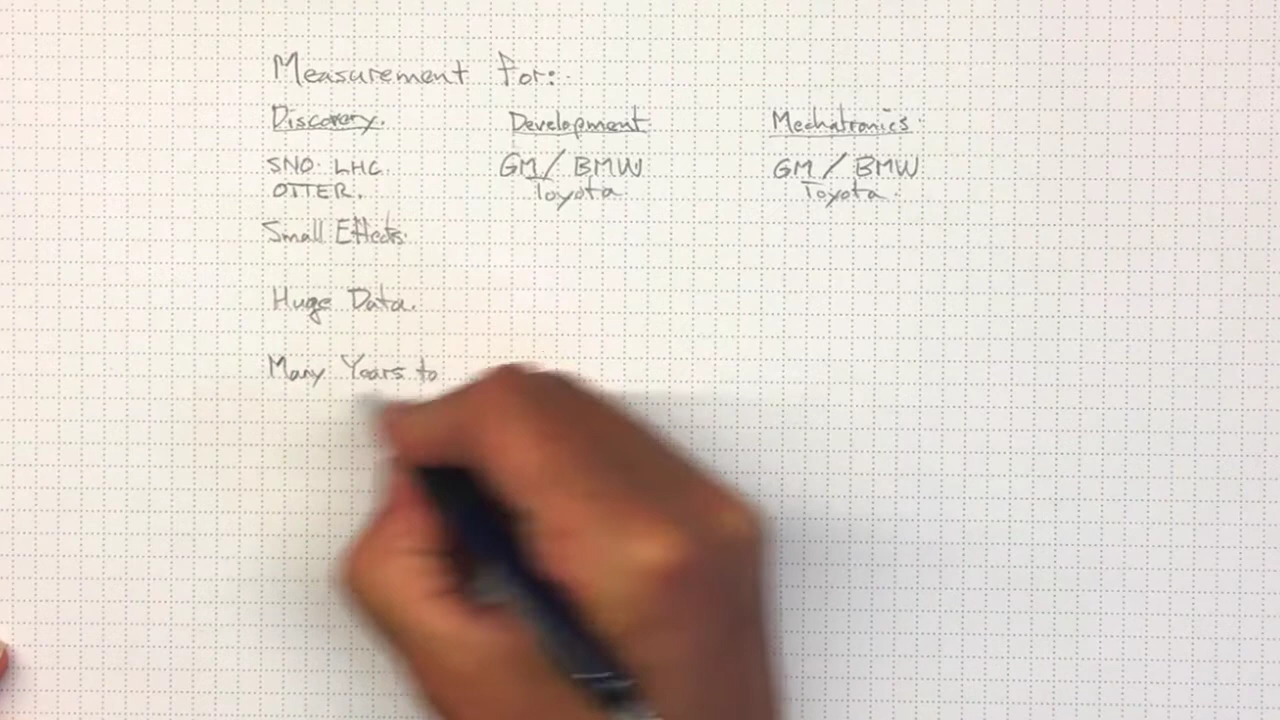 Measurement for:
Discovery. Development Mechatronics
SNO LHC. GM / BMW GM / BMW
OTTER. Toyota Toyota
Small Effects
Huge Data.
Many Years to